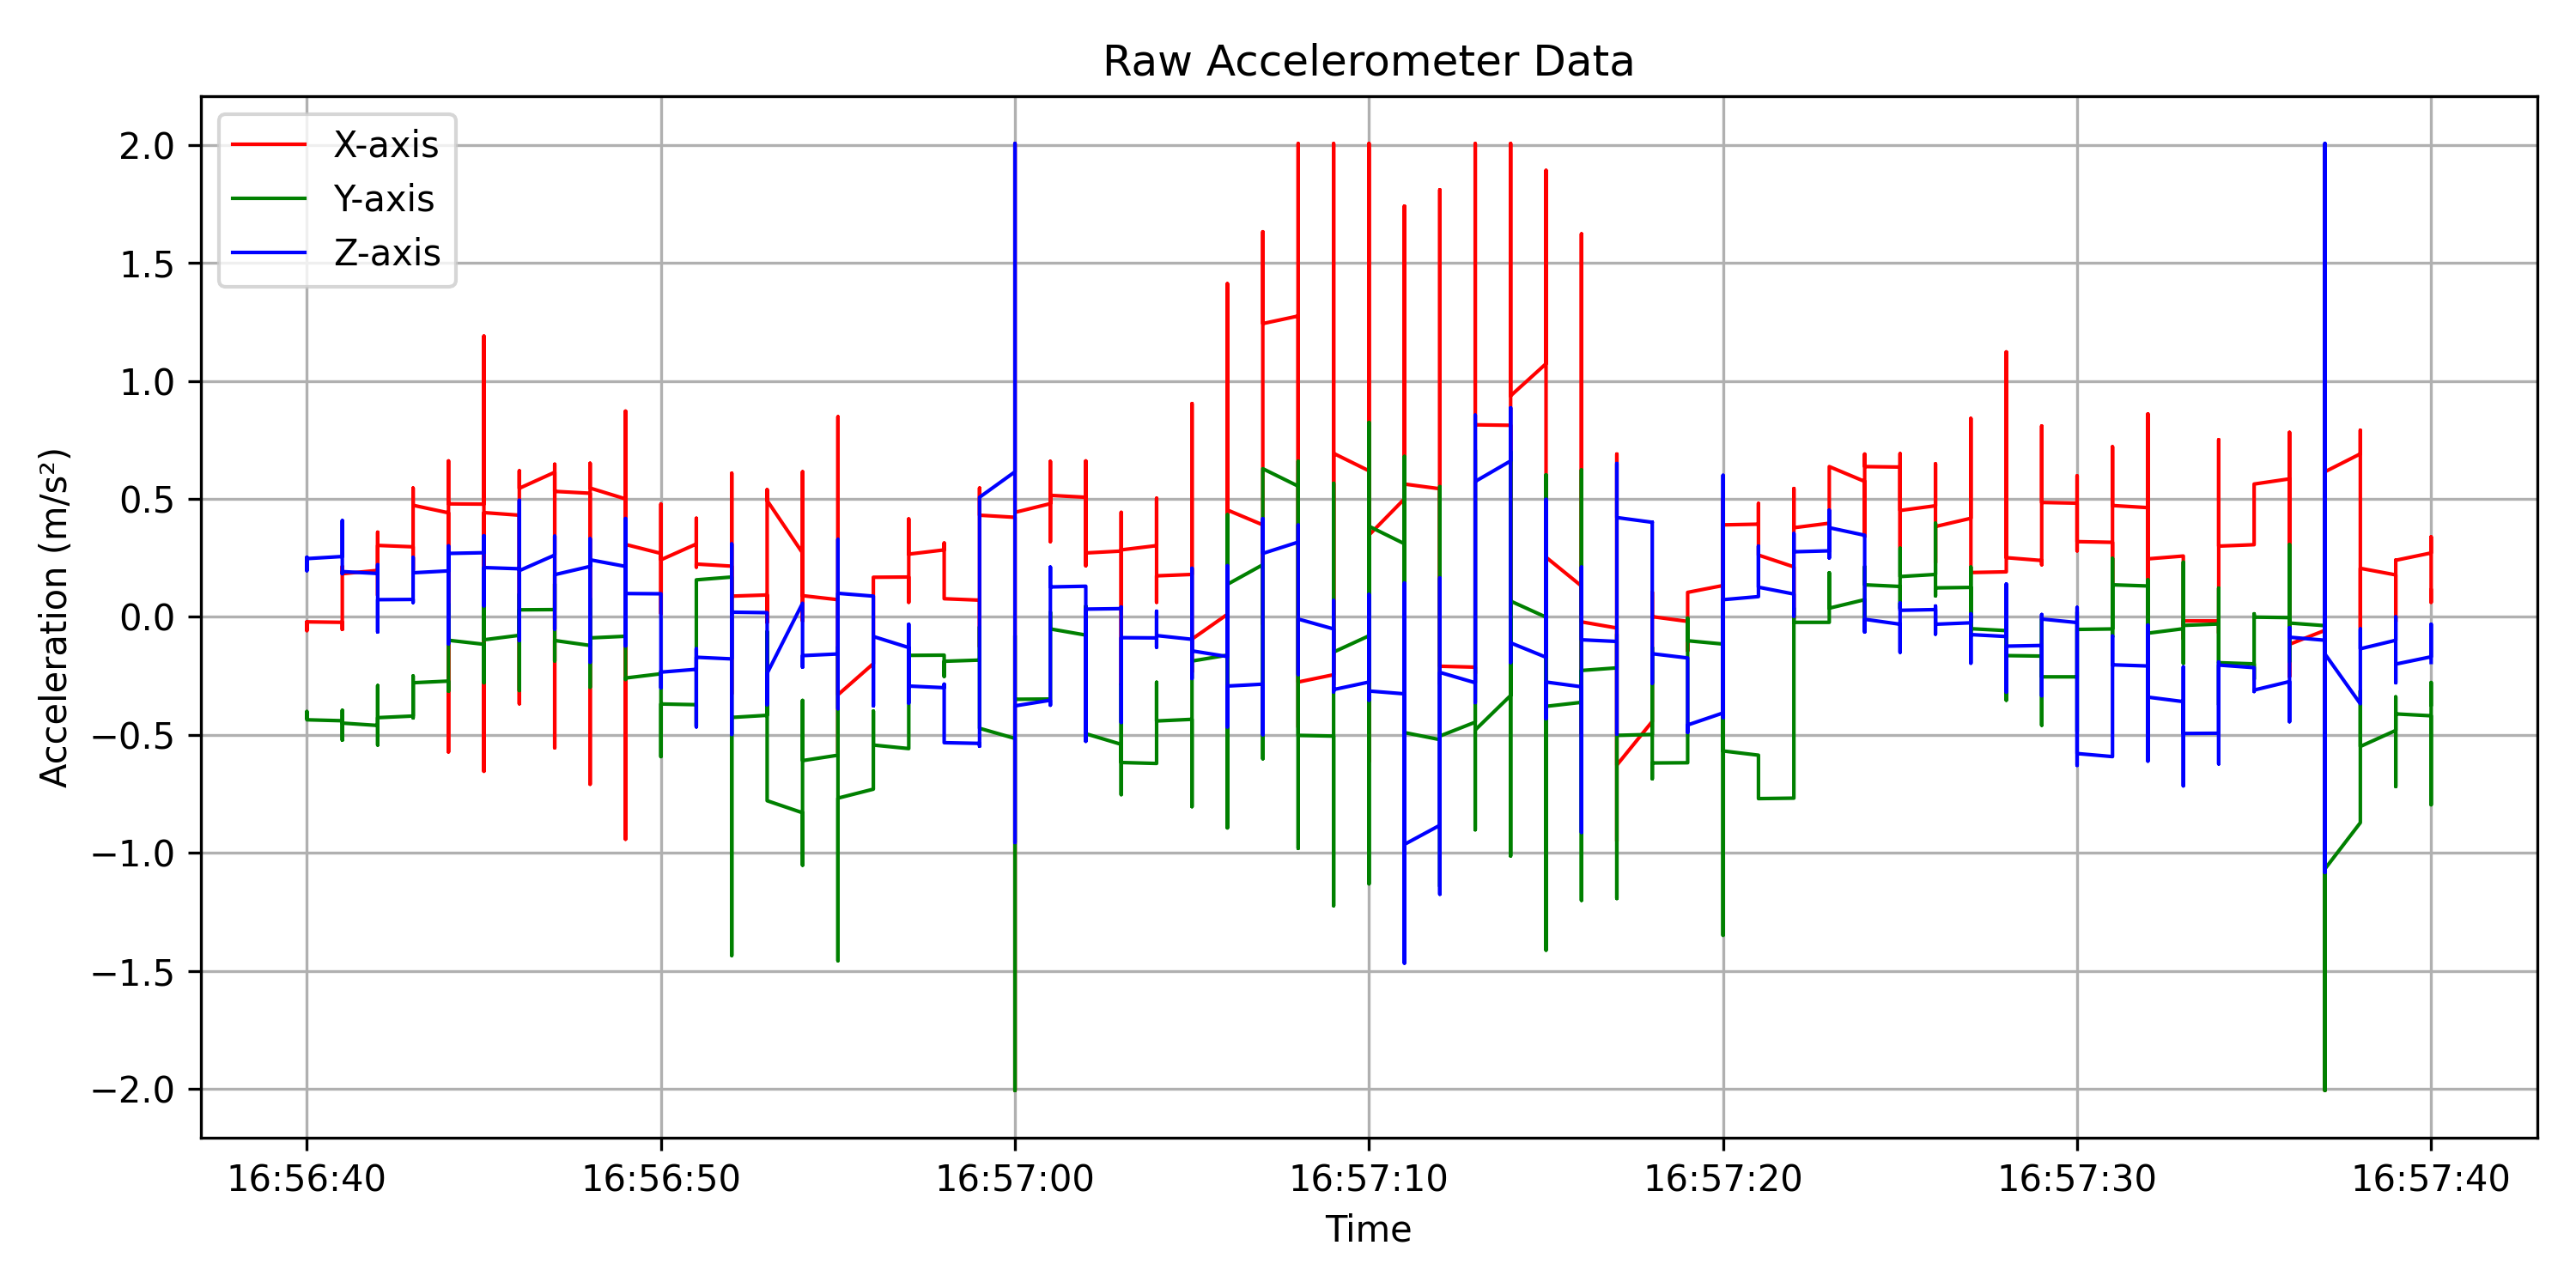 Raw Accelerometer Data
X-axis
Y-axis
Z-axis
Acceleration (m/s²)
2.0
1.5
1.0
0.5
0.0
−0.5
−1.0
−1.5
−2.0
16:56:40 16:56:50 16:57:00 16:57:10 16:57:20 16:57:30 16:57:40
Time